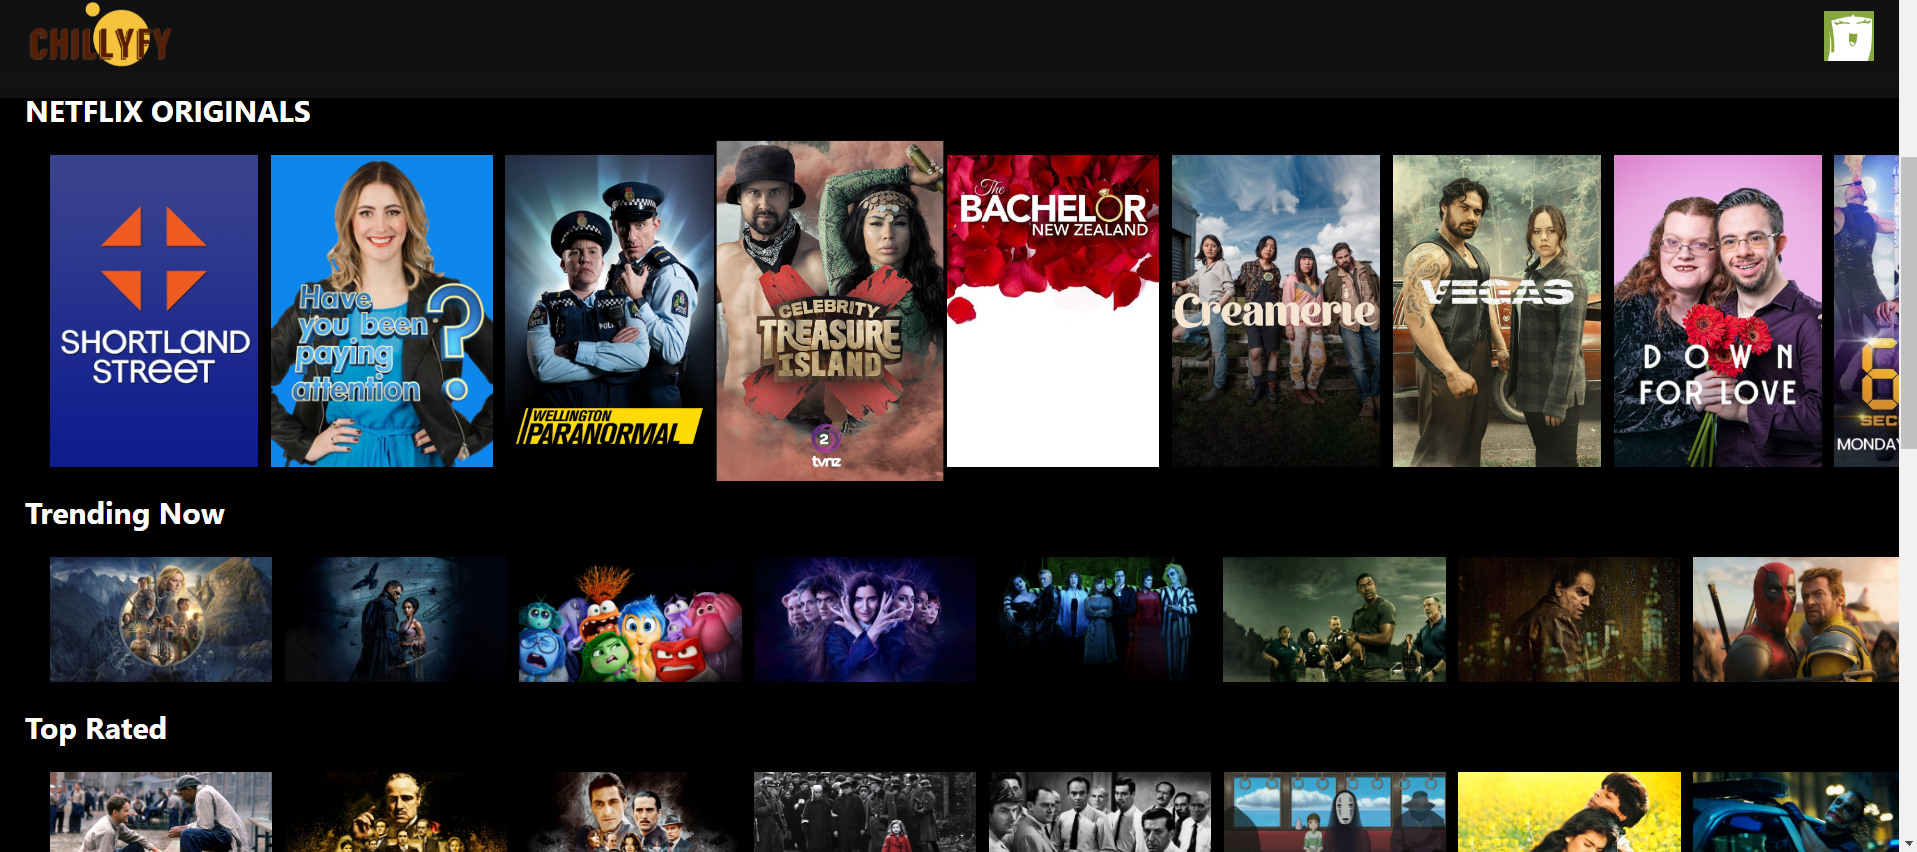 CHILLYFY
NETFLIX ORIGINALS
SHORTLAND
STREET
Have
you been
paying
attention
?
WELLINGTON
PARANORMAL
CELEBRITY
TREASURE
ISLAND
2
tvnz
The
BACHELOR
NEW ZEALAND
Creamerie
VEGAS
DOWN
FOR LOVE
6
SEC
MONDAY
Trending Now
Top Rated